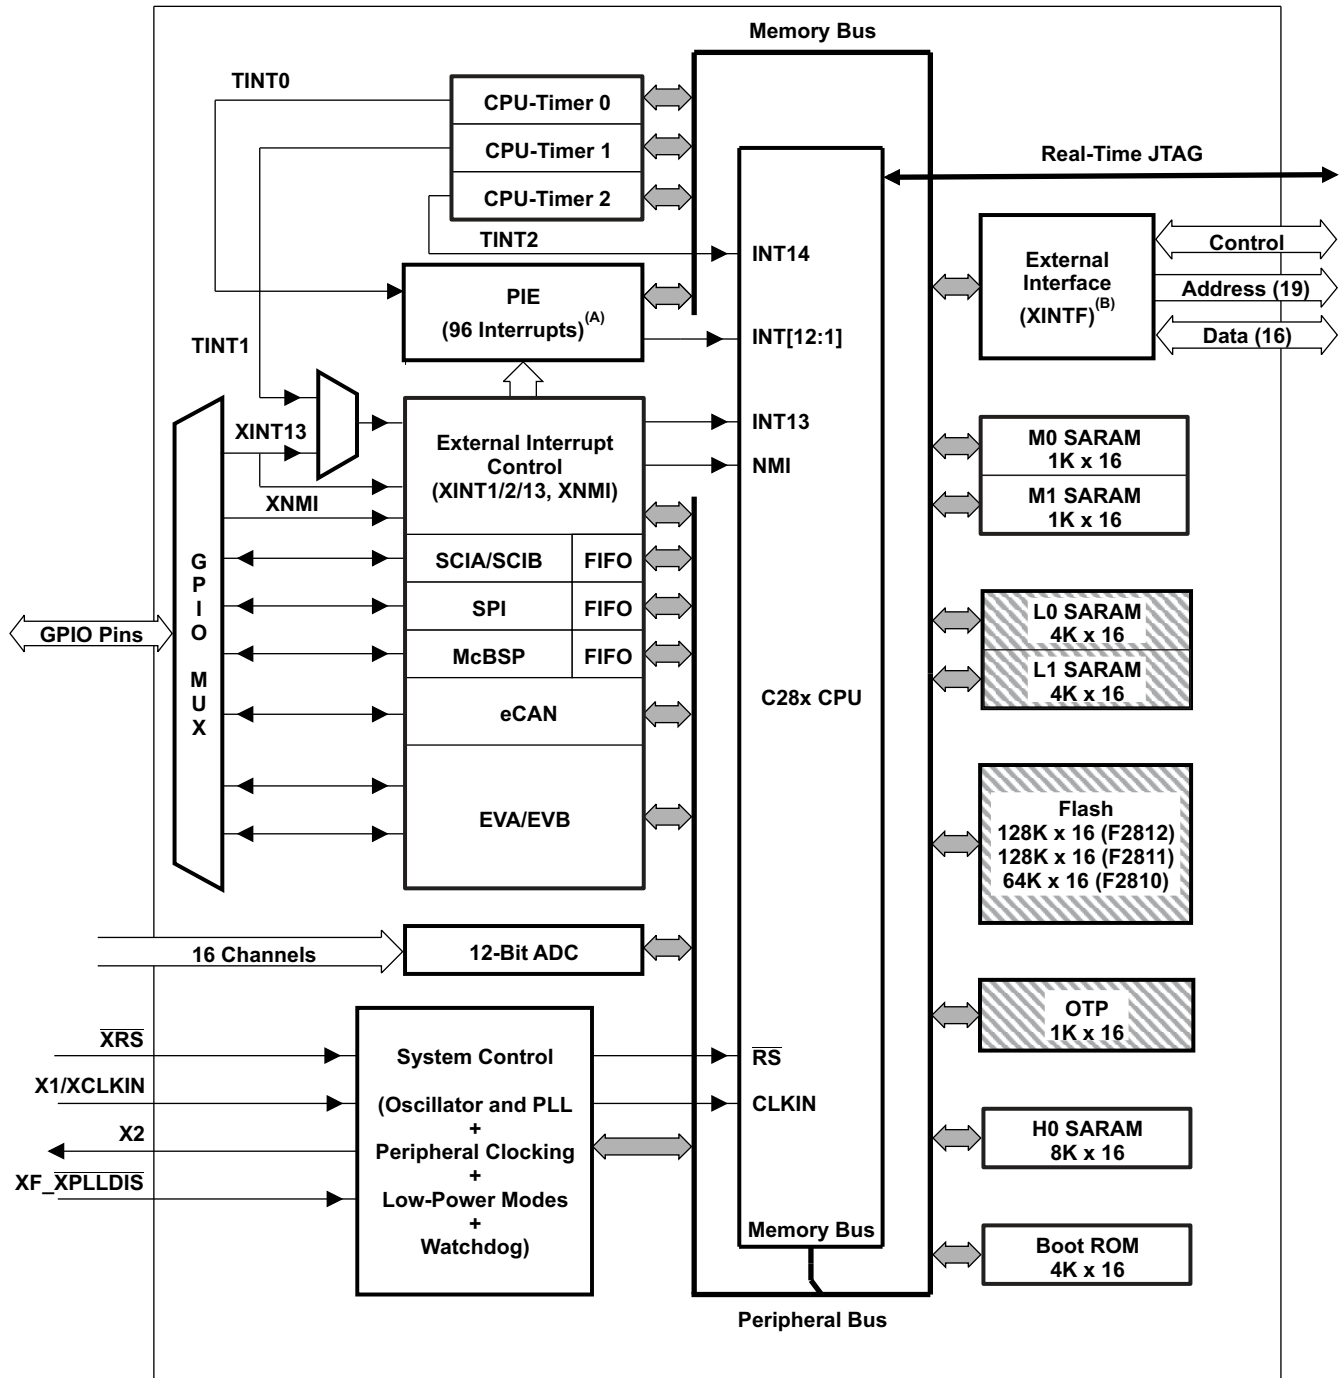 Memory Bus
TINT0
CPU-Timer 0
CPU-Timer 1
CPU-Timer 2
Real-Time JTAG
TINT2
INT14
Control
External
Interface
(XINTF)(B)
Address (19)
Data (16)
PIE
(96 Interrupts)(A)
INT[12:1]
TINT1
XINT13
XNMI
External Interrupt
Control
(XINT1/2/13, XNMI)
INT13
NMI
M0 SARAM
1K x 16
M1 SARAM
1K x 16
GPIO Pins
GPIO MUX
SCIA/SCIB
FIFO
SPI
FIFO
McBSP
FIFO
eCAN
EVA/EVB
C28x CPU
L0 SARAM
4K x 16
L1 SARAM
4K x 16
Flash
128K x 16 (F2812)
128K x 16 (F2811)
64K x 16 (F2810)
16 Channels
12-Bit ADC
OTP
1K x 16
XRS
X1/XCLKIN
X2
XF_XPLLDIS
System Control
(Oscillator and PLL
+
Peripheral Clocking
+
Low-Power Modes
+
Watchdog)
RS
CLKIN
H0 SARAM
8K x 16
Memory Bus
Boot ROM
4K x 16
Peripheral Bus